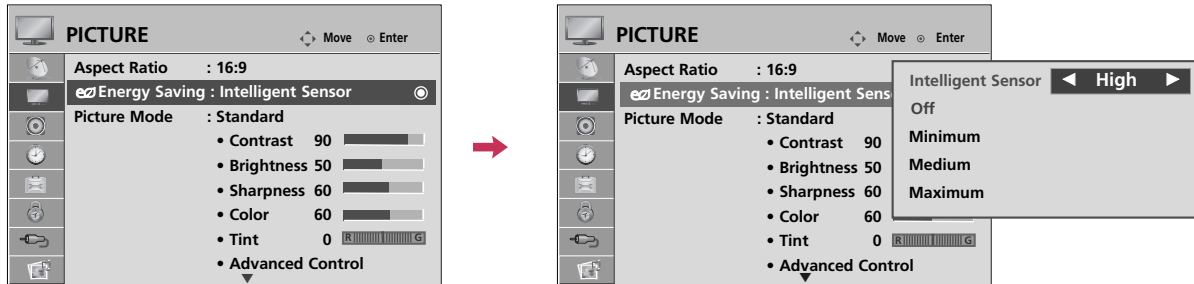 PICTURE
Move Enter
Aspect Ratio : 16:9
Energy Saving : Intelligent Sensor
Picture Mode : Standard
• Contrast 90
• Brightness 50
• Sharpness 60
• Color 60
• Tint 0 R G
• Advanced Control
PICTURE
Move Enter
Aspect Ratio : 16:9
Energy Saving : Intelligent Sens
Picture Mode : Standard
• Contrast 90
• Brightness 50
• Sharpness 60
• Color 60
• Tint 0 R G
• Advanced Control
Intelligent Sensor ◀ High ▶
Off
Minimum
Medium
Maximum